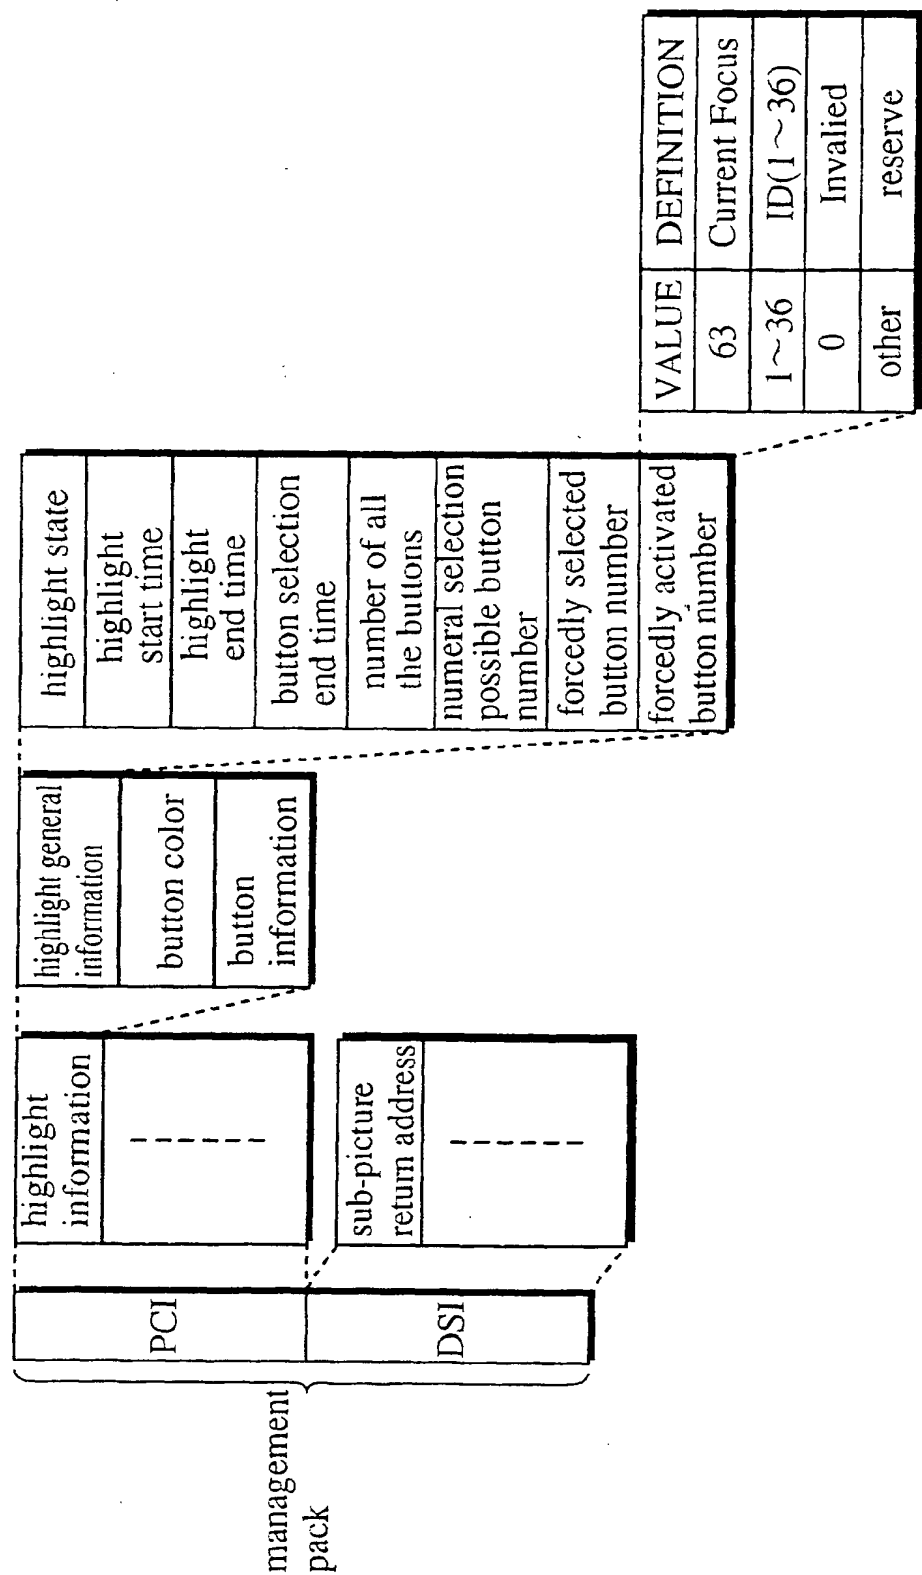 management
pack
PCI
DSI
highlight
information
sub-picture
return address
highlight general
information
button color
button
information
highlight state
highlight
start time
highlight
end time
button selection
end time
number of all
the buttons
numeral selection
possible button
number
forcedly selected
button number
forcedly activated
button number
VALUE DEFINITION
63 Current Focus
1~36 ID(1~36)
0 Invalied
other reserve